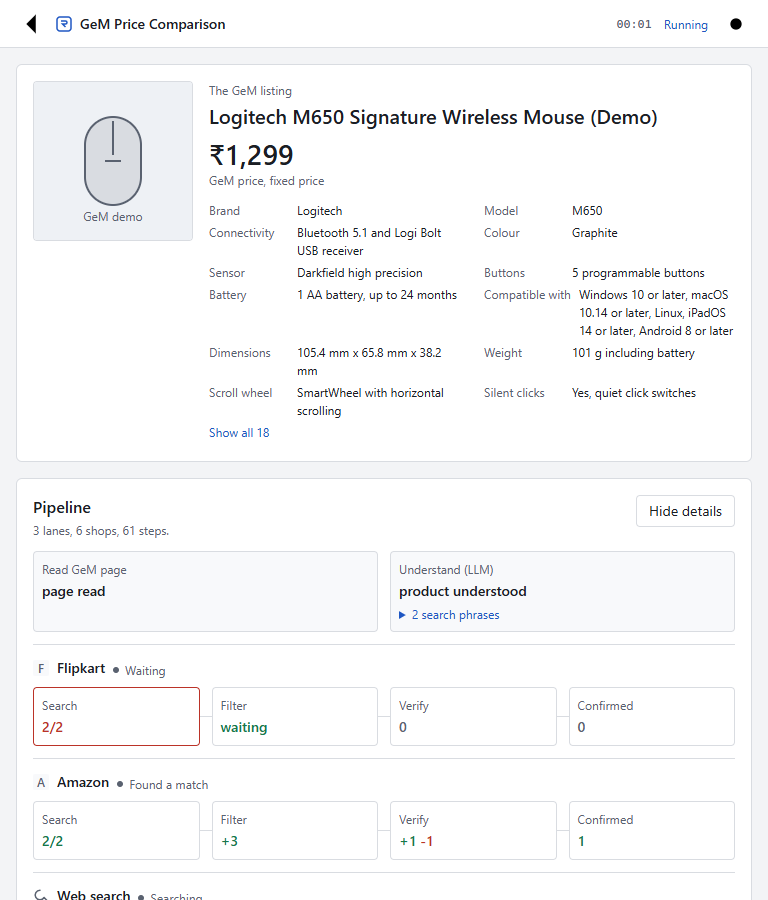 GeM Price Comparison
00:01 Running
GeM demo
The GeM listing
Logitech M650 Signature Wireless Mouse (Demo)
₹1,299
GeM price, fixed price
Brand Logitech Model M650
Connectivity Bluetooth 5.1 and Logi Bolt USB receiver Colour Graphite
Sensor Darkfield high precision Buttons 5 programmable buttons
Battery 1 AA battery, up to 24 months Compatible with Windows 10 or later, macOS 10.14 or later, Linux, iPadOS 14 or later, Android 8 or later
Dimensions 105.4 mm x 65.8 mm x 38.2 mm Weight 101 g including battery
Scroll wheel SmartWheel with horizontal scrolling Silent clicks Yes, quiet click switches
Show all 18
Pipeline
Hide details
3 lanes, 6 shops, 61 steps.
Read GeM page
page read
Understand (LLM)
product understood
2 search phrases
F Flipkart Waiting
Search Filter Verify Confirmed
2/2 waiting 0 0
A Amazon Found a match
Search Filter Verify Confirmed
2/2 +3 +1 -1 1
Web search Searching